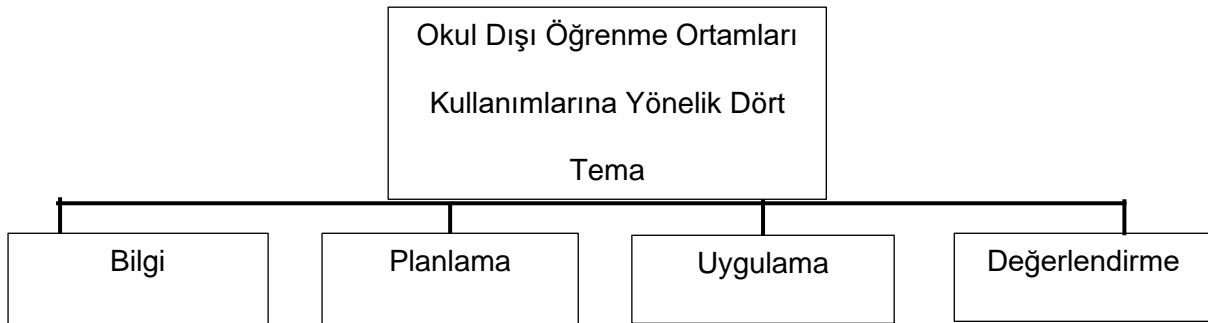 Okul Dışı Öğrenme Ortamları
Kullanımlarına Yönelik Dört
Tema
Bilgi
Planlama
Uygulama
Değerlendirme